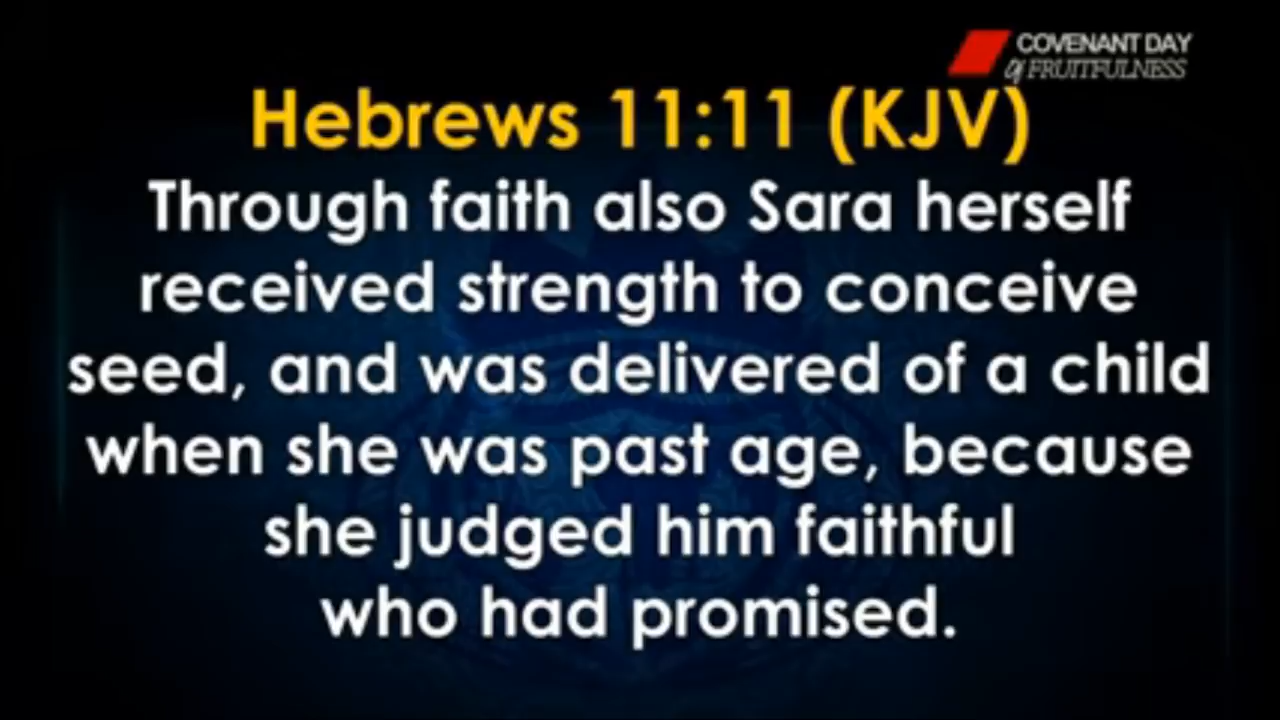 COVENANT DAY
of FRUITFULNESS
Hebrews 11:11 (KJV)
Through faith also Sara herself
received strength to conceive
seed, and was delivered of a child
when she was past age, because
she judged him faithful
who had promised.